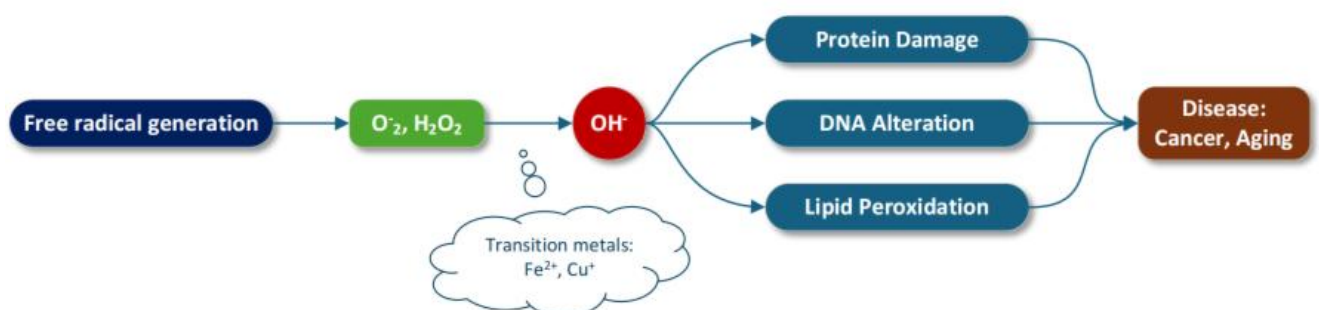 Free radical generation
O⁻₂, H₂O₂
OH⁻
Protein Damage
DNA Alteration
Lipid Peroxidation
Disease:
Cancer, Aging
Transition metals:
Fe²⁺, Cu⁺